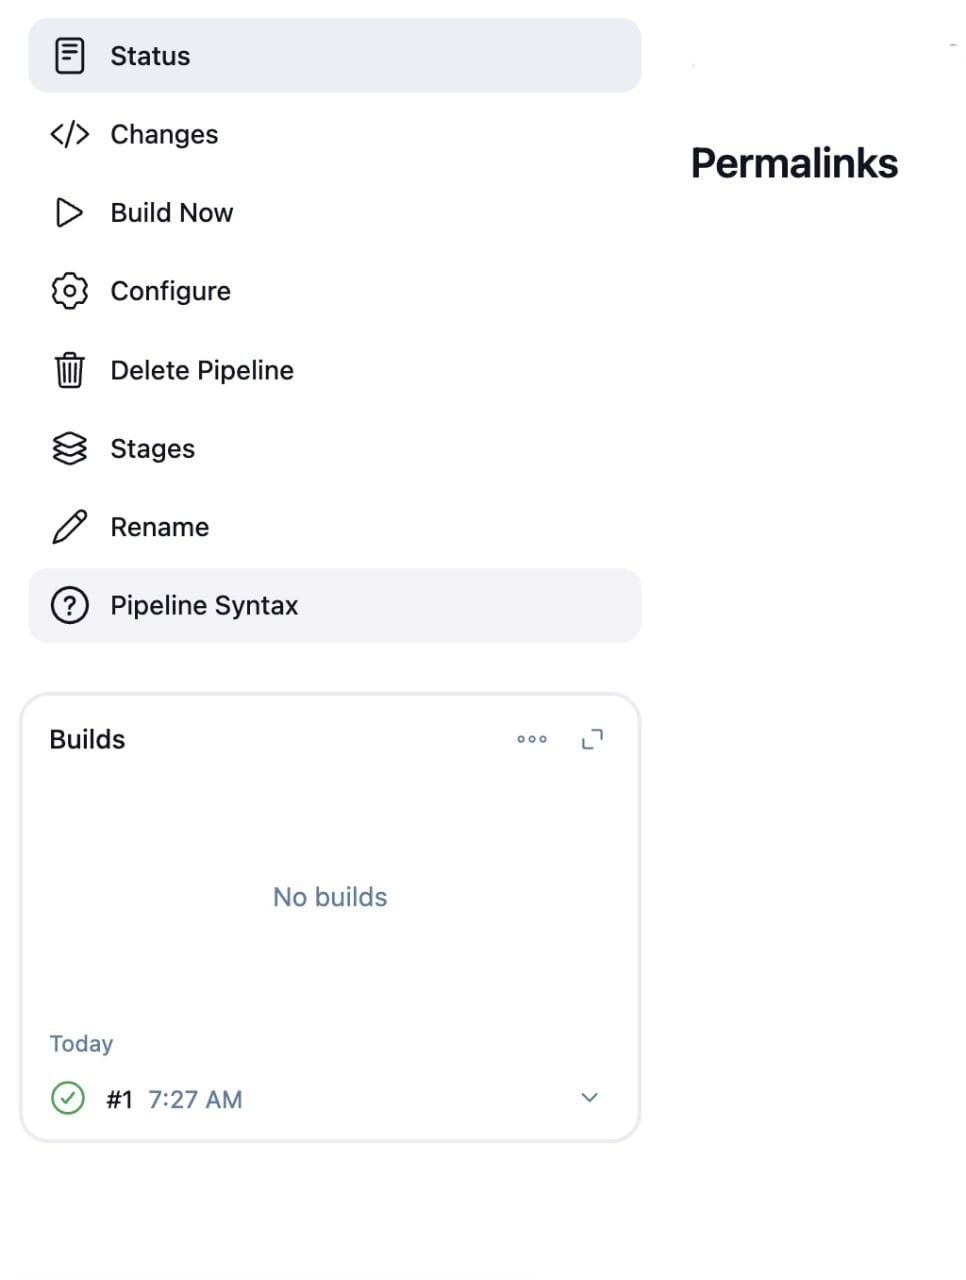 Status
Changes
Build Now
Configure
Delete Pipeline
Stages
Rename
Pipeline Syntax
Builds
No builds
Today
#1 7:27 AM
Permalinks